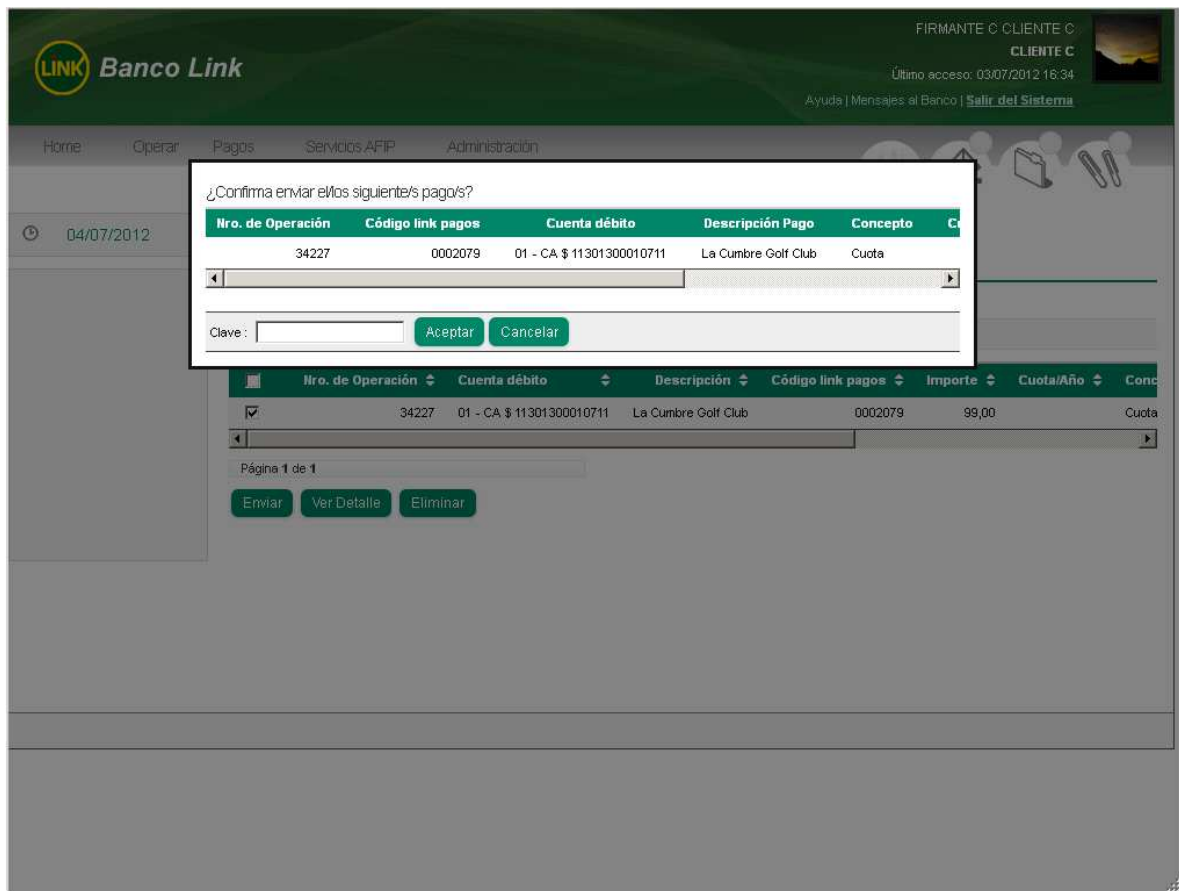 FIRMANTE C CLIENTE C
CLIENTE C
LINK Banco Link
Último acceso: 03/07/2012 16:34
Ayuda | Mensajes al Banco | Salir del Sistema
Home Operar Pagos Servicios AFIP Administración
04/07/2012
¿Confirma enviar el/los siguiente/s pago/s?
Nro. de Operación Código link pagos Cuenta débito Descripción Pago Concepto
34227 0002079 01 - CA $ 11301300010711 La Cumbre Golf Club Cuota
Clave : Aceptar Cancelar
Nro. de Operación Cuenta débito Descripción Código link pagos Importe Cuota/Año Conc
34227 01 - CA $ 11301300010711 La Cumbre Golf Club 0002079 99,00 Cuota
Página 1 de 1
Enviar Ver Detalle Eliminar